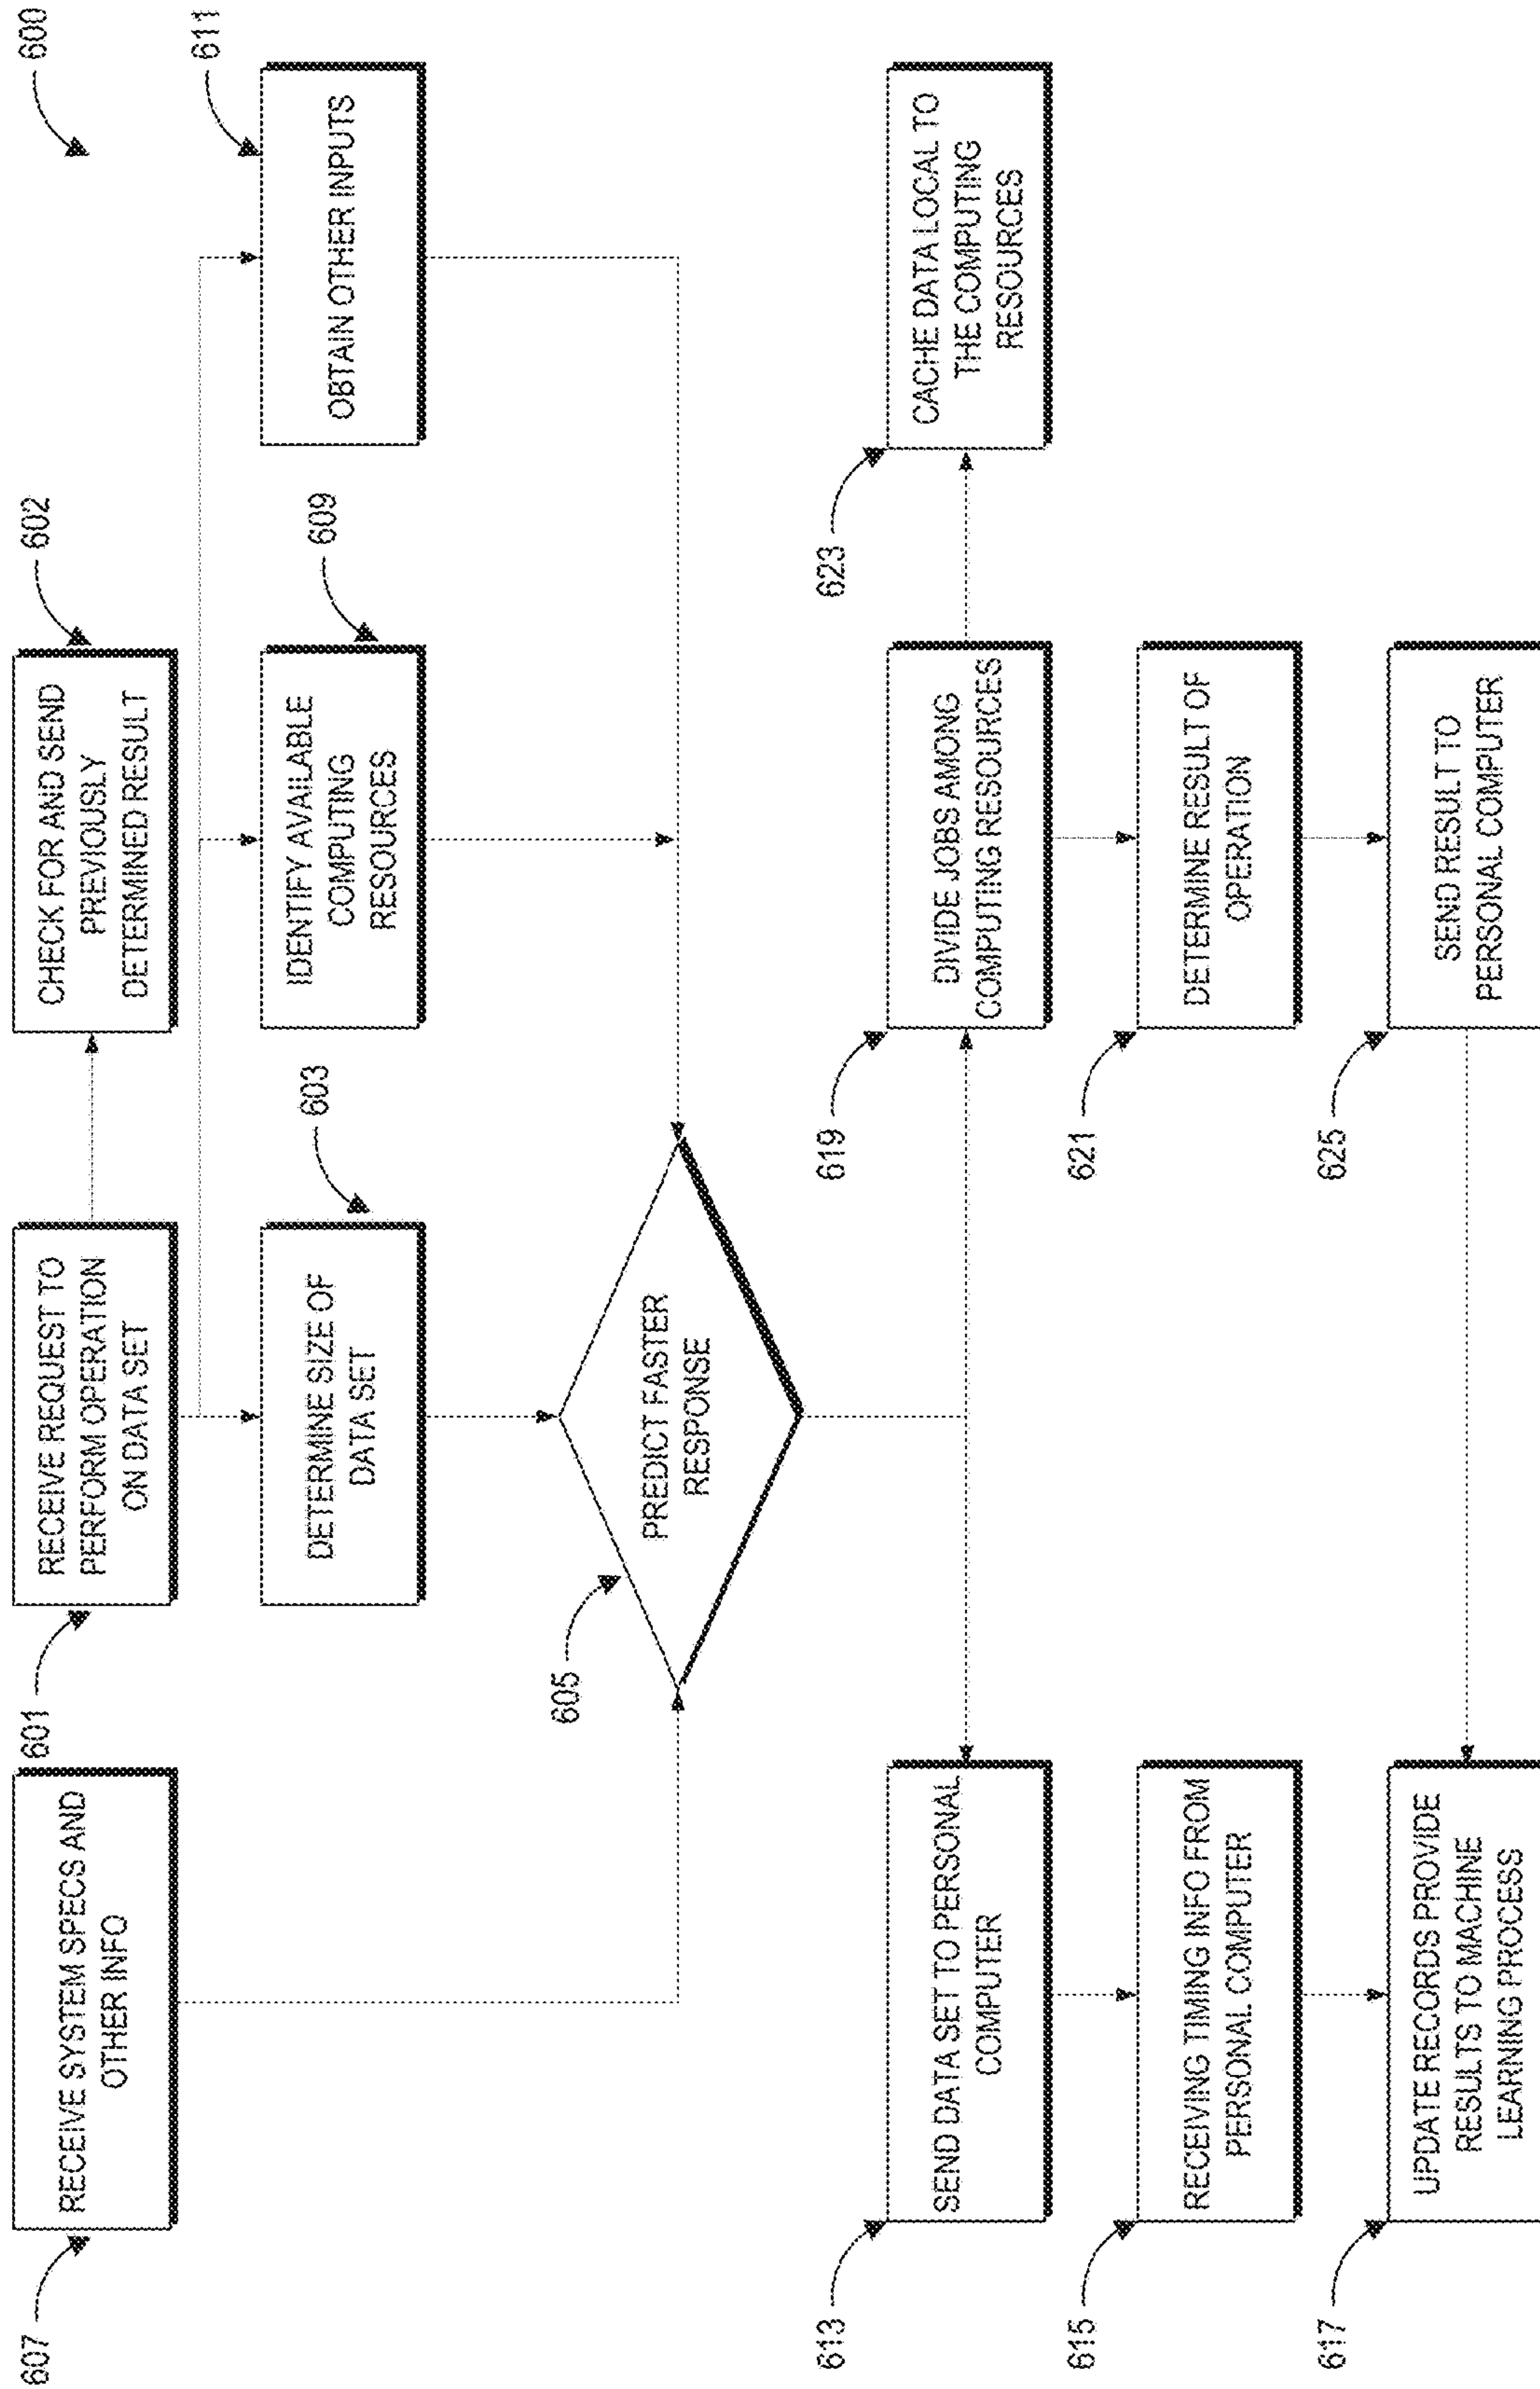 600
607
RECEIVE SYSTEM SPECS AND
OTHER INFO
601
RECEIVE REQUEST TO
PERFORM OPERATION
ON DATA SET
602
CHECK FOR AND SEND
PREVIOUSLY
DETERMINED RESULT
603
DETERMINE SIZE OF
DATA SET
609
IDENTIFY AVAILABLE
COMPUTING
RESOURCES
611
OBTAIN OTHER INPUTS
605
PREDICT FASTER
RESPONSE
613
SEND DATA SET TO PERSONAL
COMPUTER
619
DIVIDE JOBS AMONG
COMPUTING RESOURCES
623
CACHE DATA LOCAL TO
THE COMPUTING
RESOURCES
615
RECEIVING TIMING INFO FROM
PERSONAL COMPUTER
621
DETERMINE RESULT OF
OPERATION
617
UPDATE RECORDS PROVIDE
RESULTS TO MACHINE
LEARNING PROCESS
625
SEND RESULT TO
PERSONAL COMPUTER